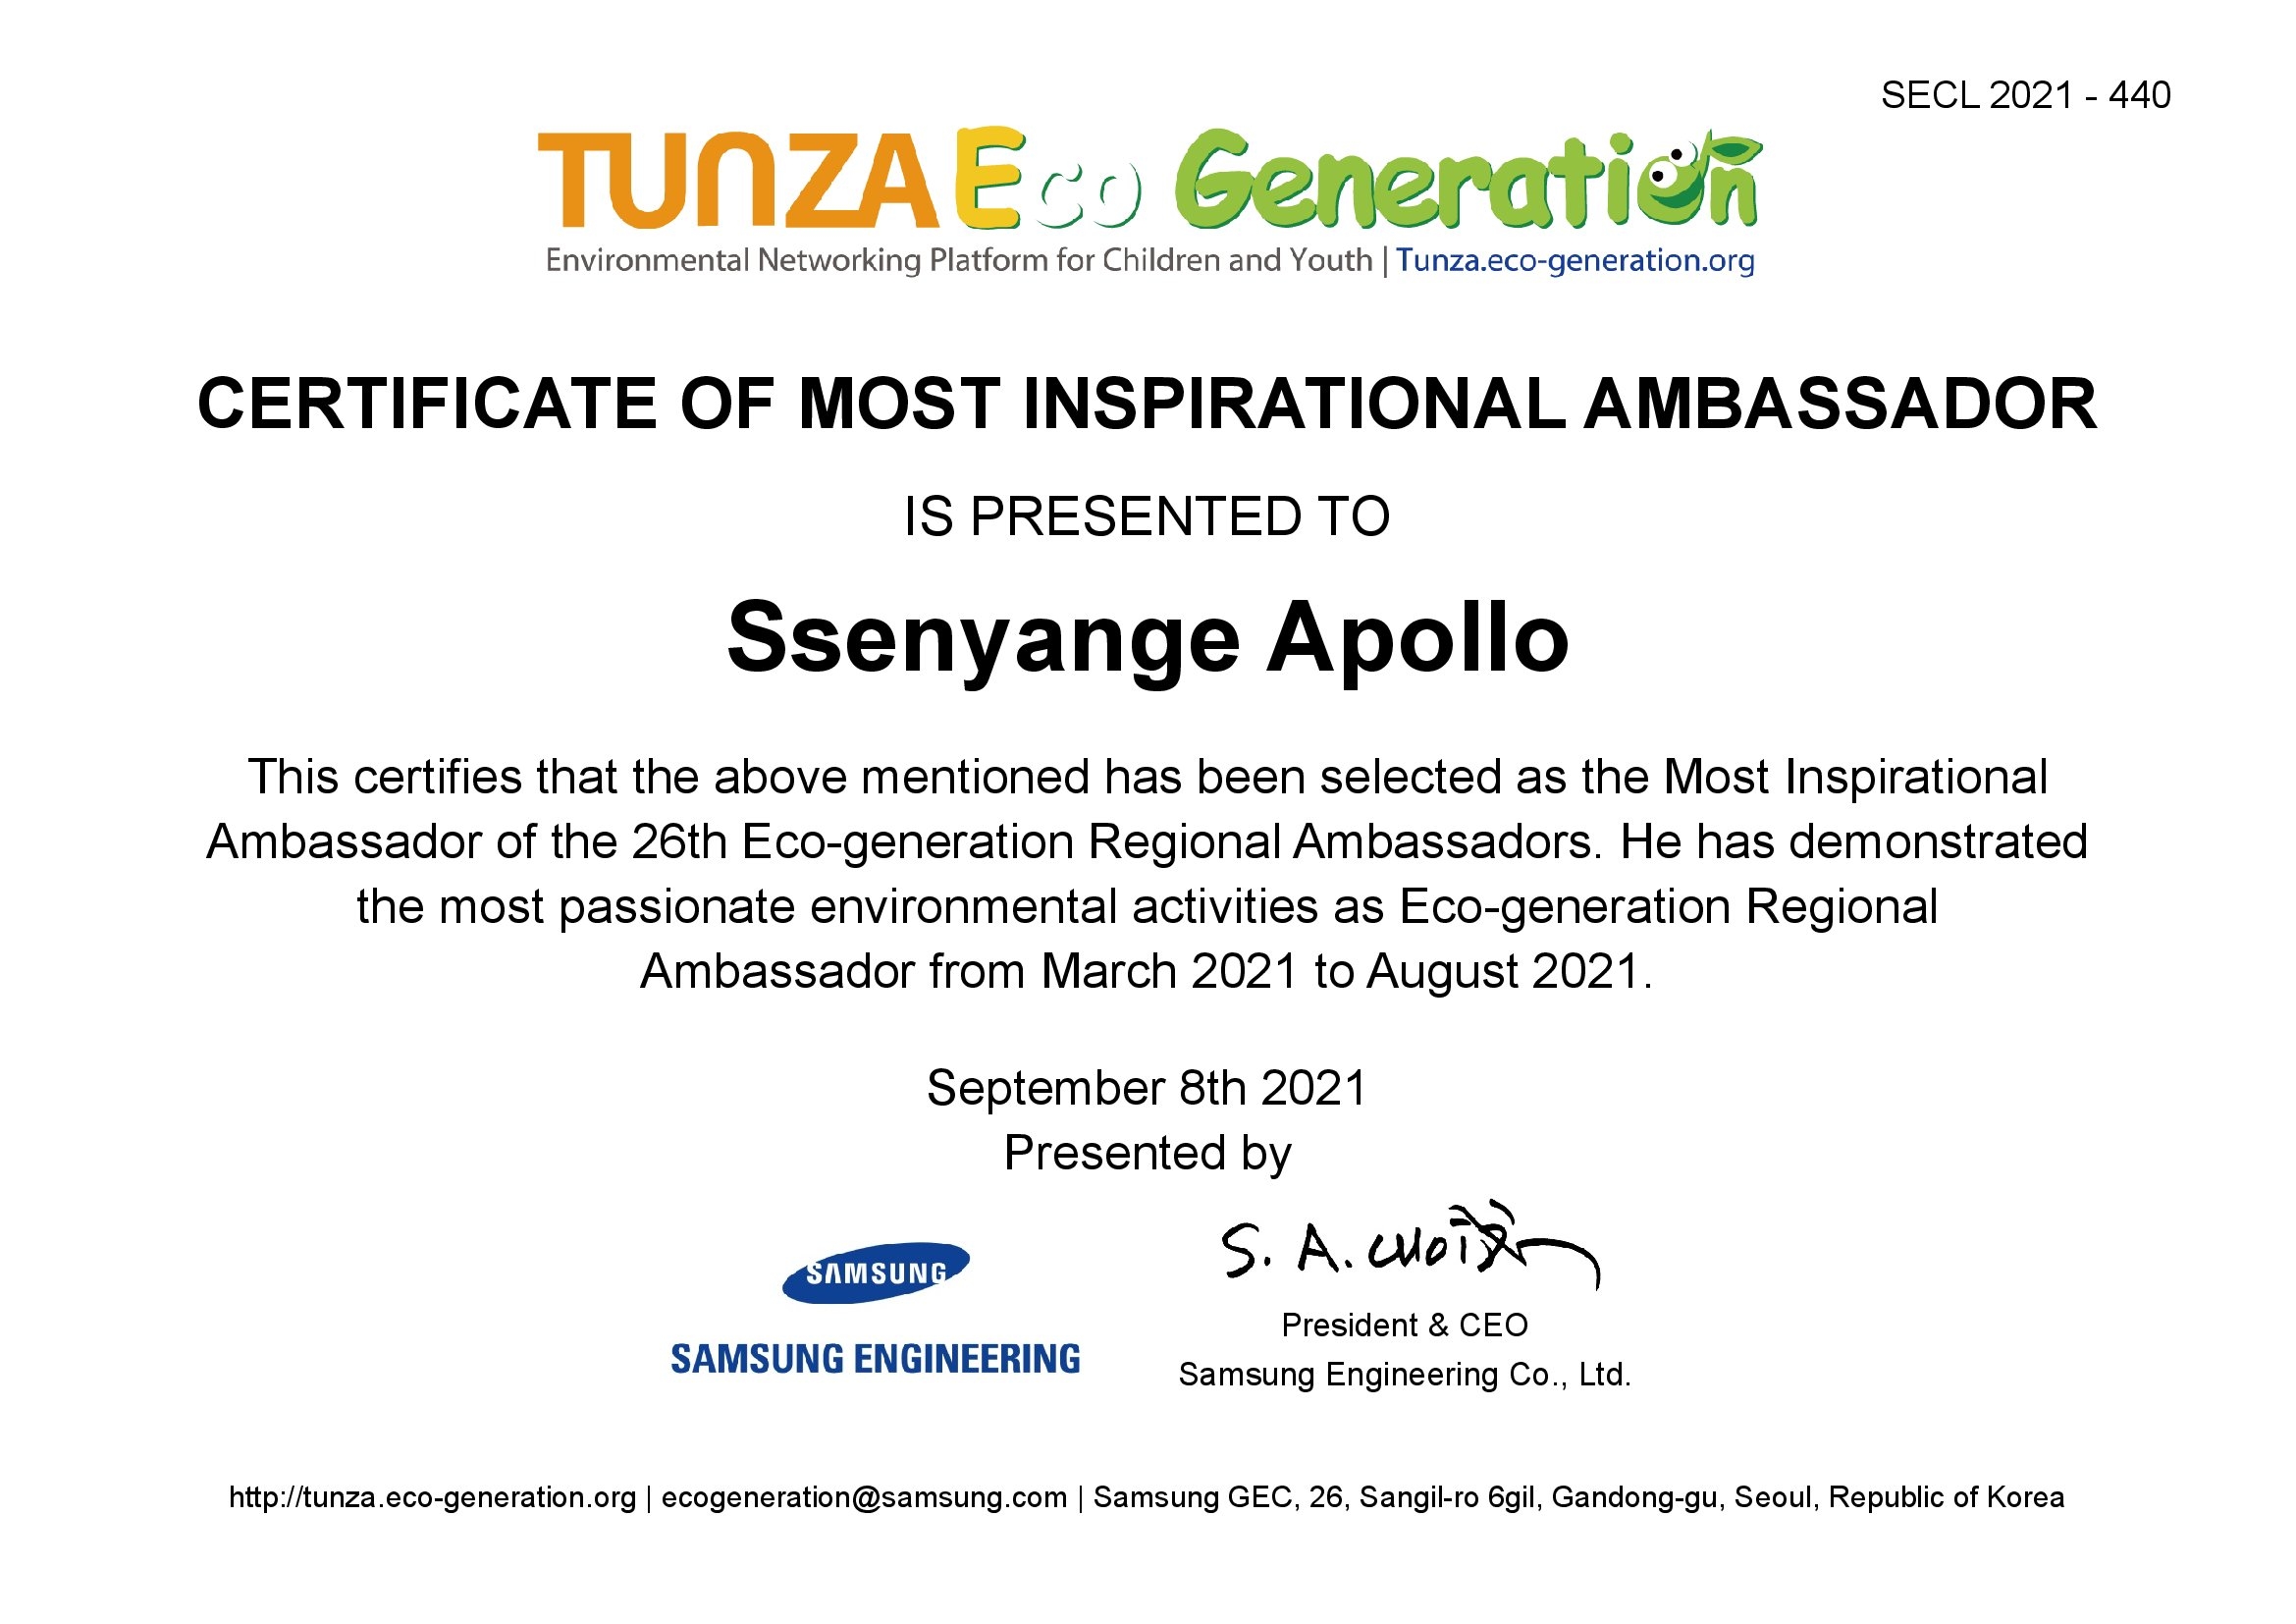 SECL 2021 - 440
TUNZA Eco Generation
Environmental Networking Platform for Children and Youth | Tunza.eco-generation.org
CERTIFICATE OF MOST INSPIRATIONAL AMBASSADOR
IS PRESENTED TO
Ssenyange Apollo
This certifies that the above mentioned has been selected as the Most Inspirational
Ambassador of the 26th Eco-generation Regional Ambassadors. He has demonstrated
the most passionate environmental activities as Eco-generation Regional
Ambassador from March 2021 to August 2021.
September 8th 2021
Presented by
S. A. Choi
SAMSUNG
President & CEO
SAMSUNG ENGINEERING
Samsung Engineering Co., Ltd.
http://tunza.eco-generation.org | ecogeneration@samsung.com | Samsung GEC, 26, Sangil-ro 6gil, Gandong-gu, Seoul, Republic of Korea